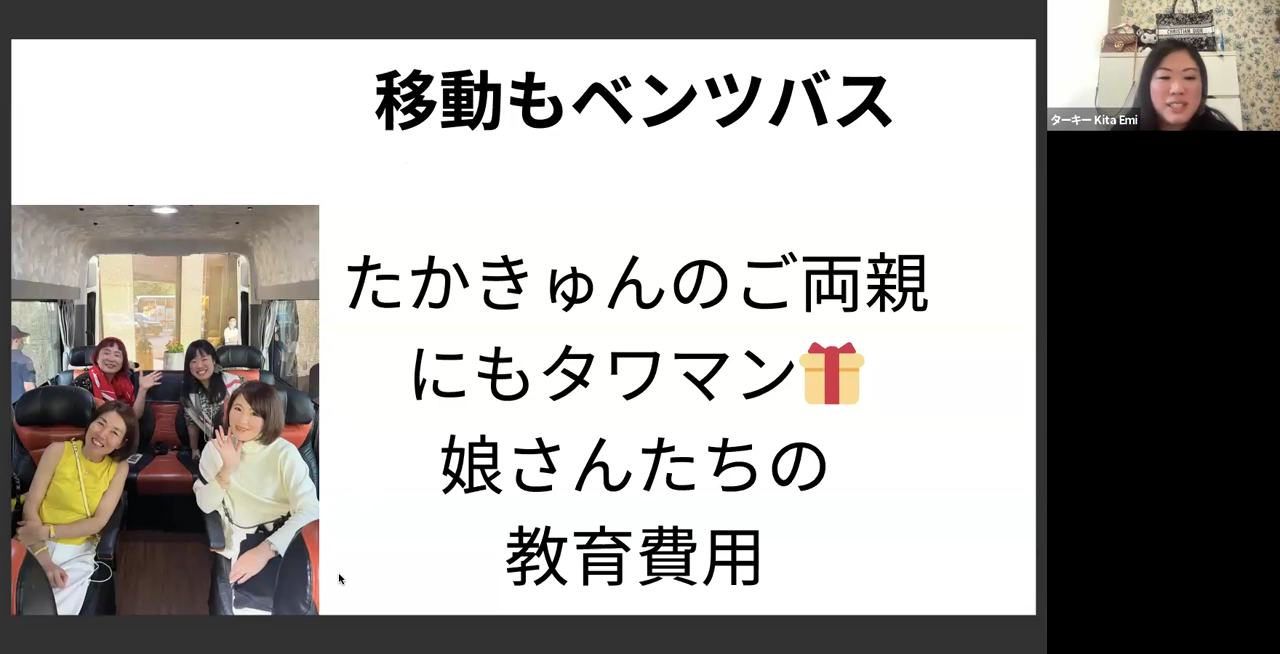 移動もベンツバス
たかきゅんのご両親
にもタワマン🎁
娘さんたちの
教育費用
CHRISTIAN DIOR
ターキー Kita Emi